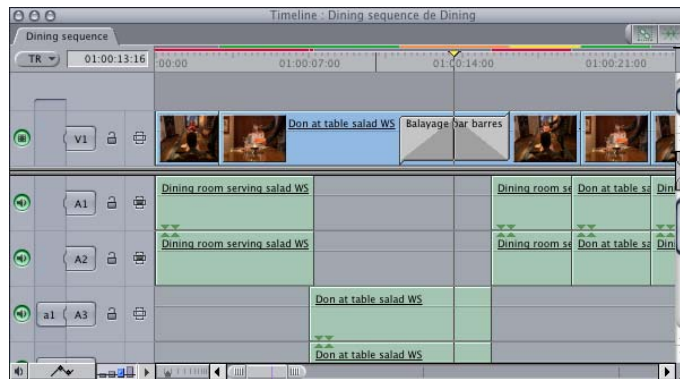 Timeline : Dining sequence de Dining
Dining sequence
TR 01:00:13:16 :00:00 01:00:07:00 01:00:14:00 01:00:21:00
V1 Don at table salad WS Balayage par barres
A1 Dining room serving salad WS Dining room se Don at table sa Din
A2 Dining room serving salad WS Dining room se Don at table sa Din
a1 A3 Don at table salad WS
Don at table salad WS